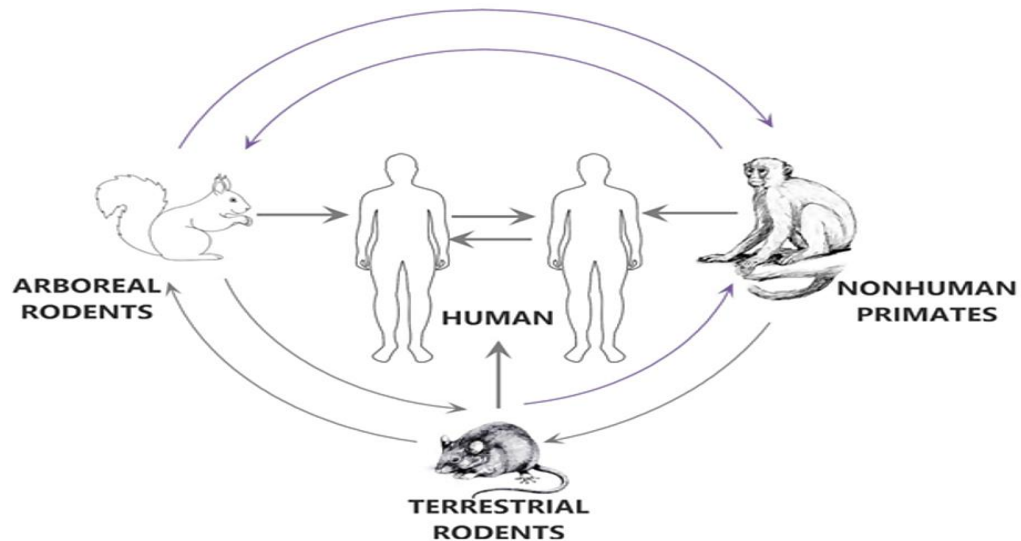 ARBOREAL
RODENTS
HUMAN
NONHUMAN
PRIMATES
TERRESTRIAL
RODENTS